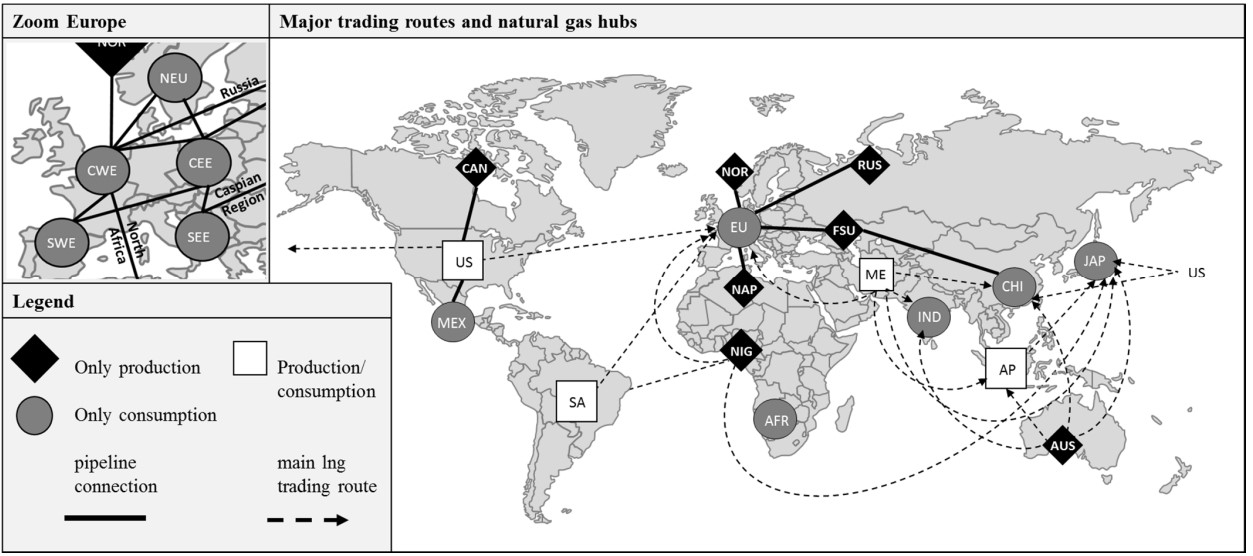 Zoom Europe
Major trading routes and natural gas hubs
NOR
NEU
Russia
CWE
CEE
Caspian
Region
North
Africa
SWE
SEE
CAN
NOR
RUS
EU
FSU
US
JAP
ME
US
CHI
NAP
MEX
IND
NIG
AP
SA
AFR
AUS
Legend
Only production
Production/
consumption
Only consumption
pipeline
connection
main lng
trading route